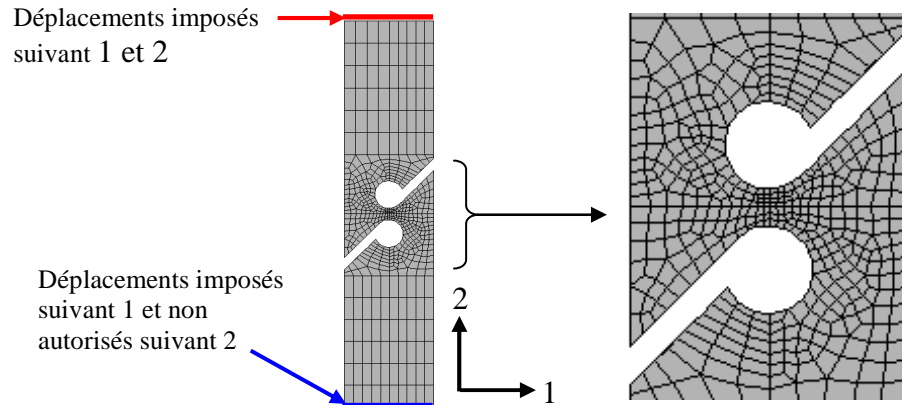 Déplacements imposés
suivant 1 et 2
Déplacements imposés
suivant 1 et non
autorisés suivant 2
2
1